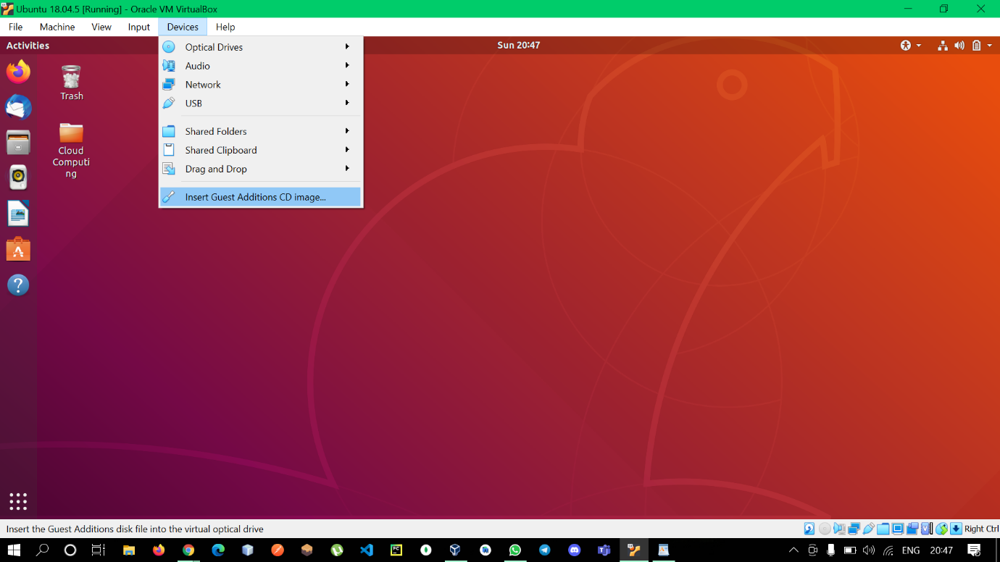 Ubuntu 18.04.5 [Running] - Oracle VM VirtualBox
File Machine View Input Devices Help
Activities
Sun 20:47
Optical Drives
Audio
Network
USB
Shared Folders
Shared Clipboard
Drag and Drop
Insert Guest Additions CD image...
Trash
Cloud
Computi
ng
Insert the Guest Additions disk file into the virtual optical drive
Right Ctrl
PC
ENG
20:47